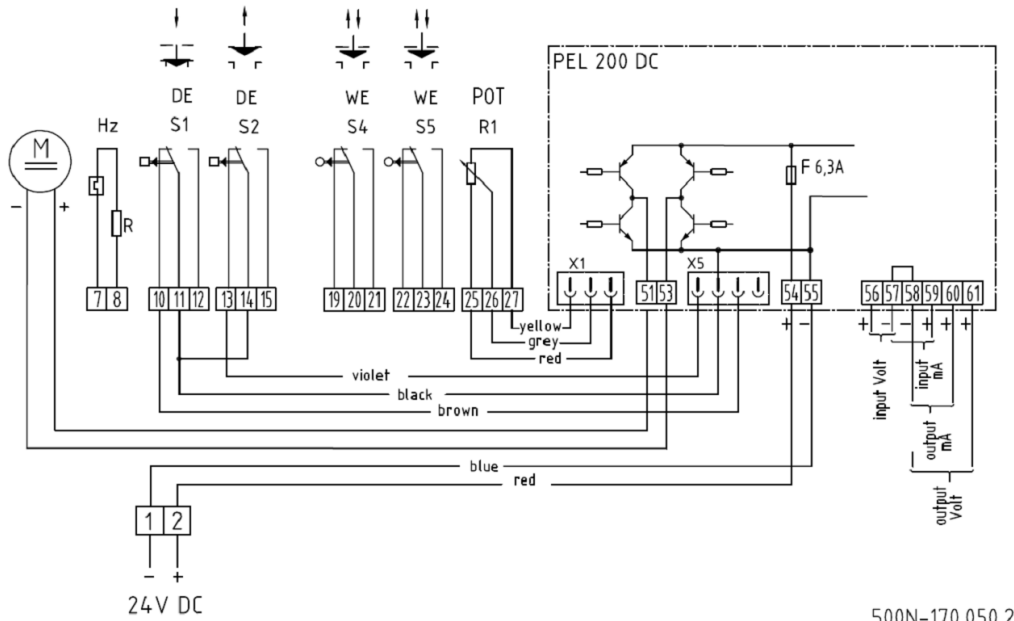 PEL 200 DC
DE DE WE WE POT
Hz S1 S2 S4 S5 R1
M
F 6,3A
- +
R
X1 X5
7 8 10 11 12 13 14 15 19 20 21 22 23 24 25 26 27 51 53 54 55 56 57 58 59 60 61
+ - + - - + + +
yellow
grey
red
violet
black
brown
input Volt
input mA
output mA
output Volt
blue
red
1 2
- +
24V DC
500N-170.050.2